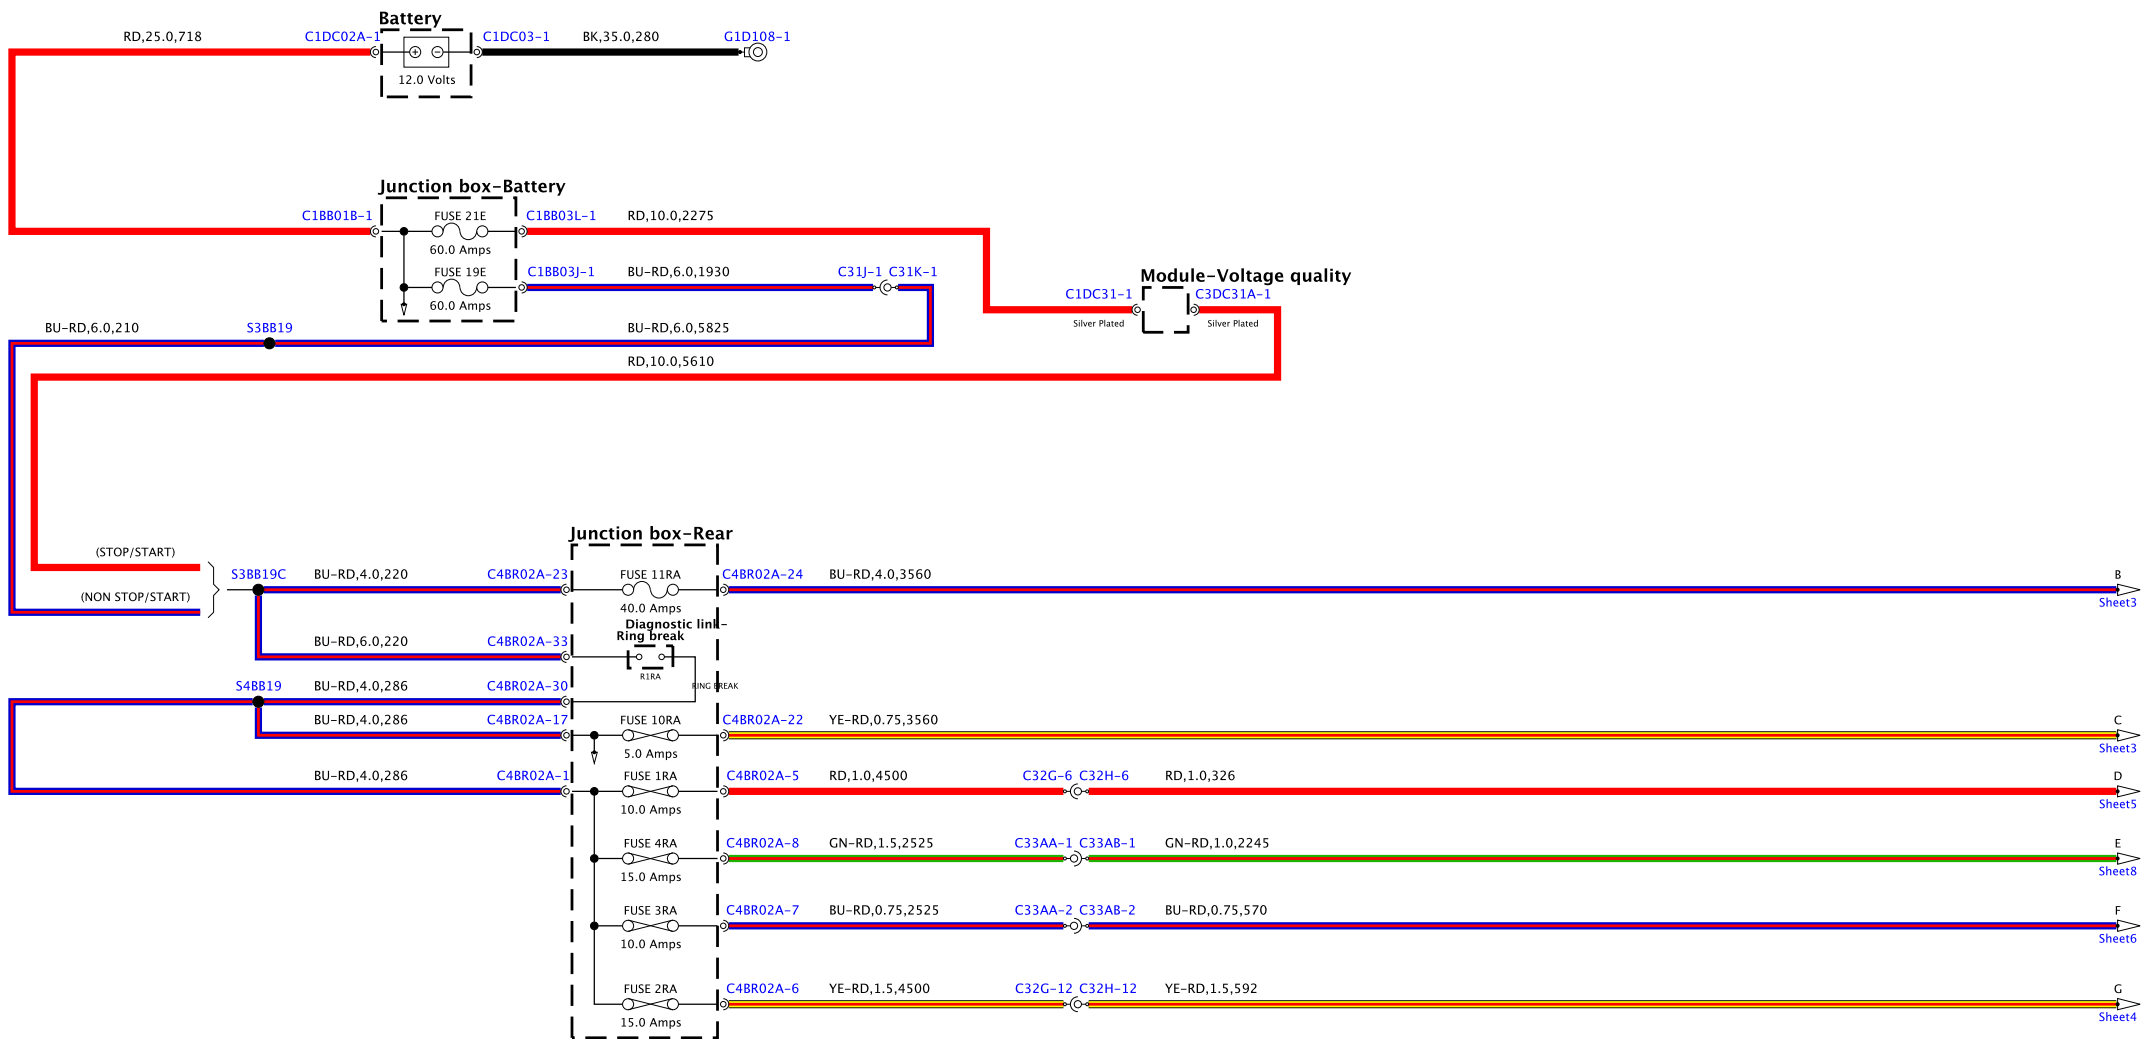 Battery
RD,25.0,718
C1DC02A-1
C1DC03-1
BK,35.0,280
G1D108-1
12.0 Volts
Junction box-Battery
C1BB01B-1
FUSE 21E
C1BB03L-1
RD,10.0,2275
60.0 Amps
FUSE 19E
C1BB03J-1
BU-RD,6.0,1930
C31J-1 C31K-1
Module-Voltage quality
60.0 Amps
C1DC31-1
C3DC31A-1
Silver Plated
Silver Plated
BU-RD,6.0,210
S3BB19
BU-RD,6.0,5825
RD,10.0,5610
Junction box-Rear
(STOP/START)
S3BB19C
BU-RD,4.0,220
C4BR02A-23
FUSE 11RA
C4BR02A-24
BU-RD,4.0,3560
B
(NON STOP/START)
40.0 Amps
Sheet3
Diagnostic link-
Ring break
BU-RD,6.0,220
C4BR02A-33
R1RA
S4BB19
BU-RD,4.0,286
C4BR02A-30
RING BREAK
BU-RD,4.0,286
C4BR02A-17
FUSE 10RA
C4BR02A-22
YE-RD,0.75,3560
C
5.0 Amps
Sheet3
BU-RD,4.0,286
C4BR02A-1
FUSE 1RA
C4BR02A-5
RD,1.0,4500
C32G-6 C32H-6
RD,1.0,326
D
10.0 Amps
Sheet5
FUSE 4RA
C4BR02A-8
GN-RD,1.5,2525
C33AA-1 C33AB-1
GN-RD,1.0,2245
E
15.0 Amps
Sheet8
FUSE 3RA
C4BR02A-7
BU-RD,0.75,2525
C33AA-2 C33AB-2
BU-RD,0.75,570
F
10.0 Amps
Sheet6
FUSE 2RA
C4BR02A-6
YE-RD,1.5,4500
C32G-12 C32H-12
YE-RD,1.5,592
G
15.0 Amps
Sheet4